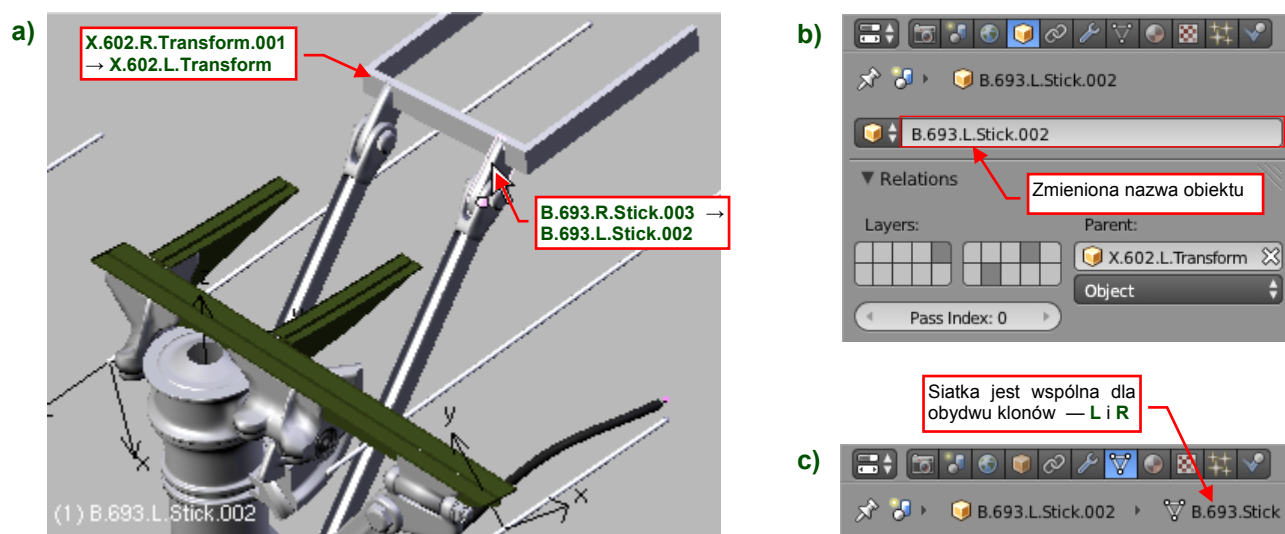 a)
X.602.R.Transform.001
→ X.602.L.Transform
B.693.R.Stick.003 →
B.693.L.Stick.002
z
y
x
x
(1) B.693.L.Stick.002
b)
B.693.L.Stick.002
B.693.L.Stick.002
Relations
Zmieniona nazwa obiektu
Layers:
Parent:
X.602.L.Transform
Object
Pass Index: 0
Siatka jest wspólna dla
obydwu klonów — L i R
c)
B.693.L.Stick.002
B.693.Stick